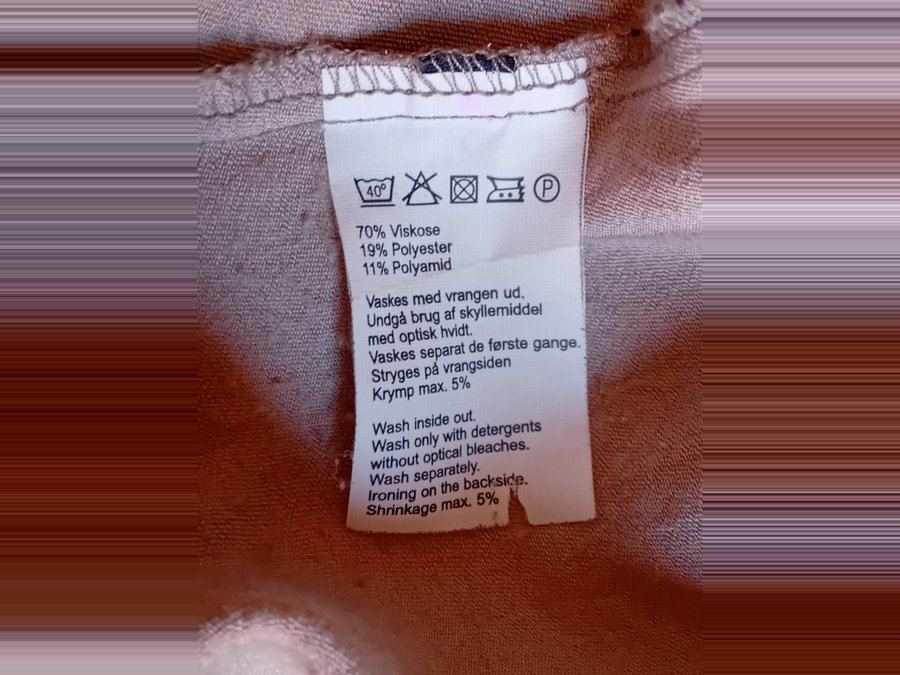 40°
P
70% Viskose
19% Polyester
11% Polyamid
Vaskes med vrangen ud.
Undgå brug af skyllemiddel
med optisk hvidt.
Vaskes separat de første gange.
Stryges på vrangsiden
Krymp max. 5%
Wash inside out.
Wash only with detergents
without optical bleaches.
Wash separately.
Ironing on the backside.
Shrinkage max. 5%